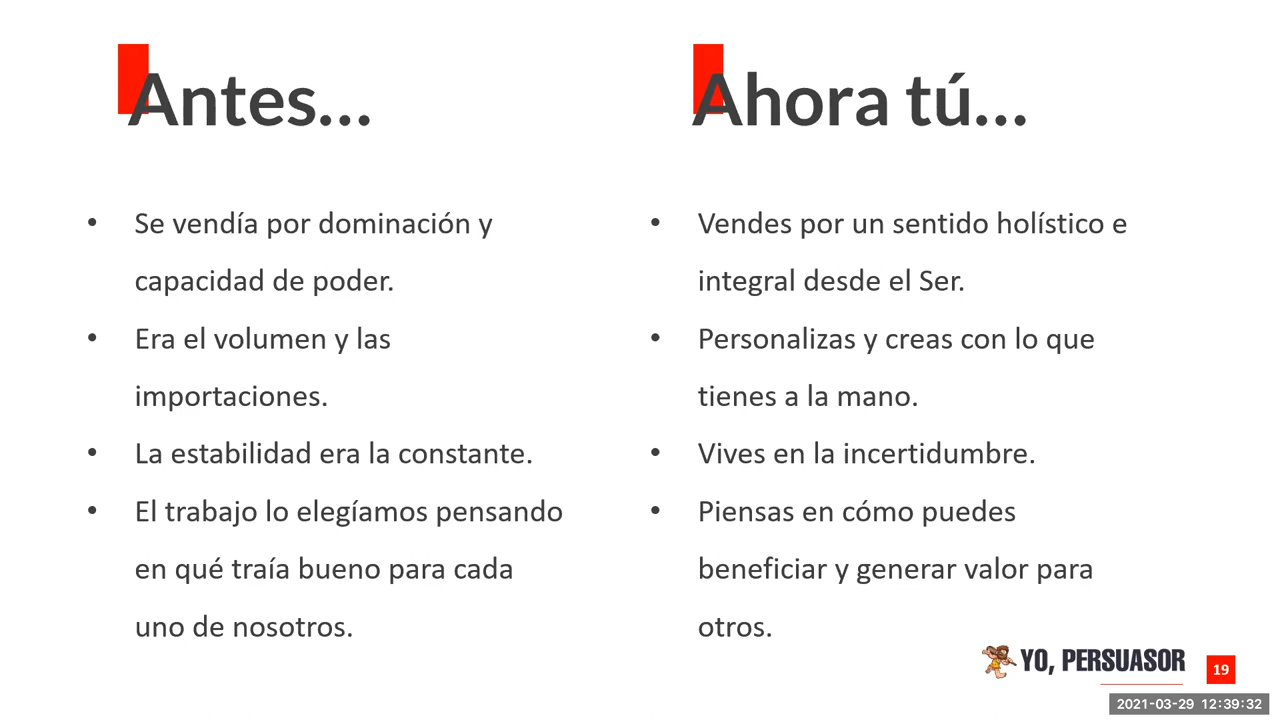 Antes...
• Se vendía por dominación y
capacidad de poder.
• Era el volumen y las
importaciones.
• La estabilidad era la constante.
• El trabajo lo elegíamos pensando
en qué traía bueno para cada
uno de nosotros.
Ahora tú...
• Vendes por un sentido holístico e
integral desde el Ser.
• Personalizas y creas con lo que
tienes a la mano.
• Vives en la incertidumbre.
• Piensas en cómo puedes
beneficiar y generar valor para
otros.
YO, PERSUASOR
19
2021-03-29 12:39:32